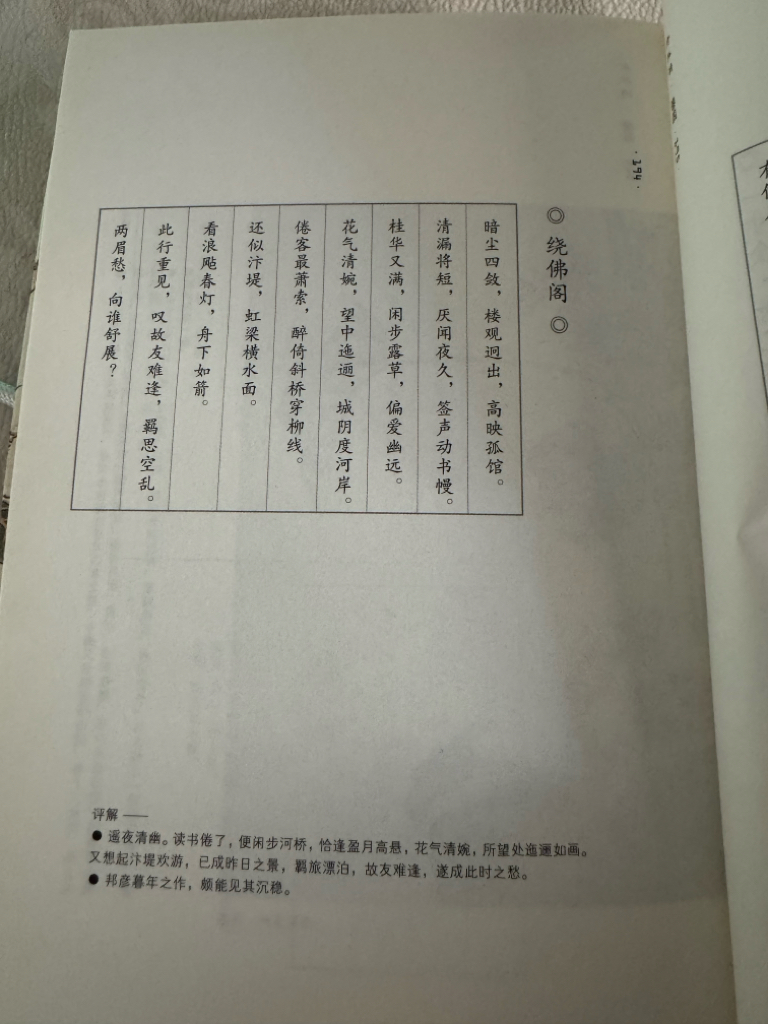 ·294·
◎ 绕佛阁 ◎
暗尘四敛，楼观迥出，高映孤馆。
清漏将短，厌闻夜久，签声动书幔。
桂华又满，闲步露草，偏爱幽远。
花气清婉，望中迤逦，城阴度河岸。
倦客最萧索，醉倚斜桥穿柳线。
还似汴堤，虹梁横水面。
看浪飐春灯，舟下如箭。
此行重见，叹故友难逢，羁思空乱。
两眉愁，向谁舒展？
评解 ——
● 遥夜清幽。读书倦了，便闲步河桥，恰逢盈月高悬，花气清婉，所望处迤逦如画。
又想起汴堤欢游，已成昨日之景，羁旅漂泊，故友难逢，遂成此时之愁。
● 邦彦暮年之作，颇能见其沉稳。